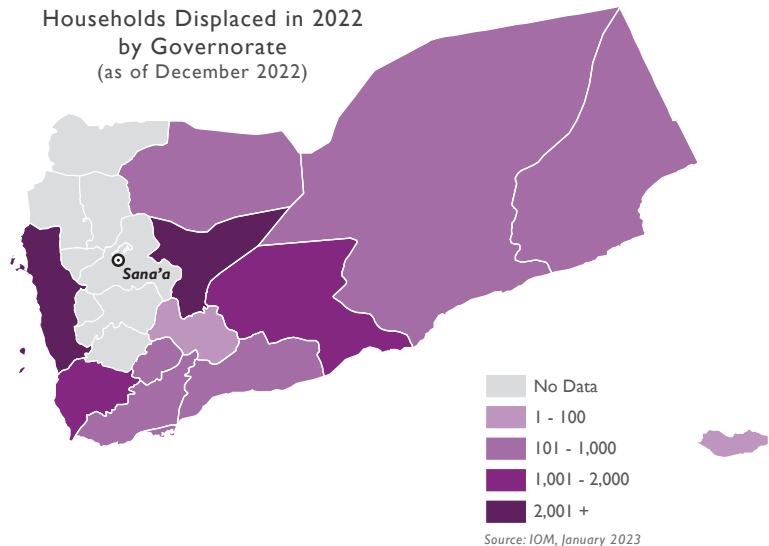 Households Displaced in 2022
by Governorate
(as of December 2022)
Sana'a
No Data
1 - 100
101 - 1,000
1,001 - 2,000
2,001 +
Source: IOM, January 2023